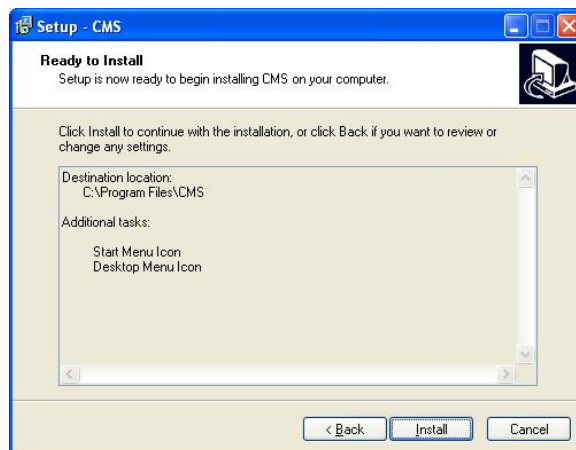 Setup - CMS
Ready to Install
Setup is now ready to begin installing CMS on your computer.
Click Install to continue with the installation, or click Back if you want to review or
change any settings.
Destination location:
C:\Program Files\CMS
Additional tasks:
Start Menu Icon
Desktop Menu Icon
< Back
Install
Cancel